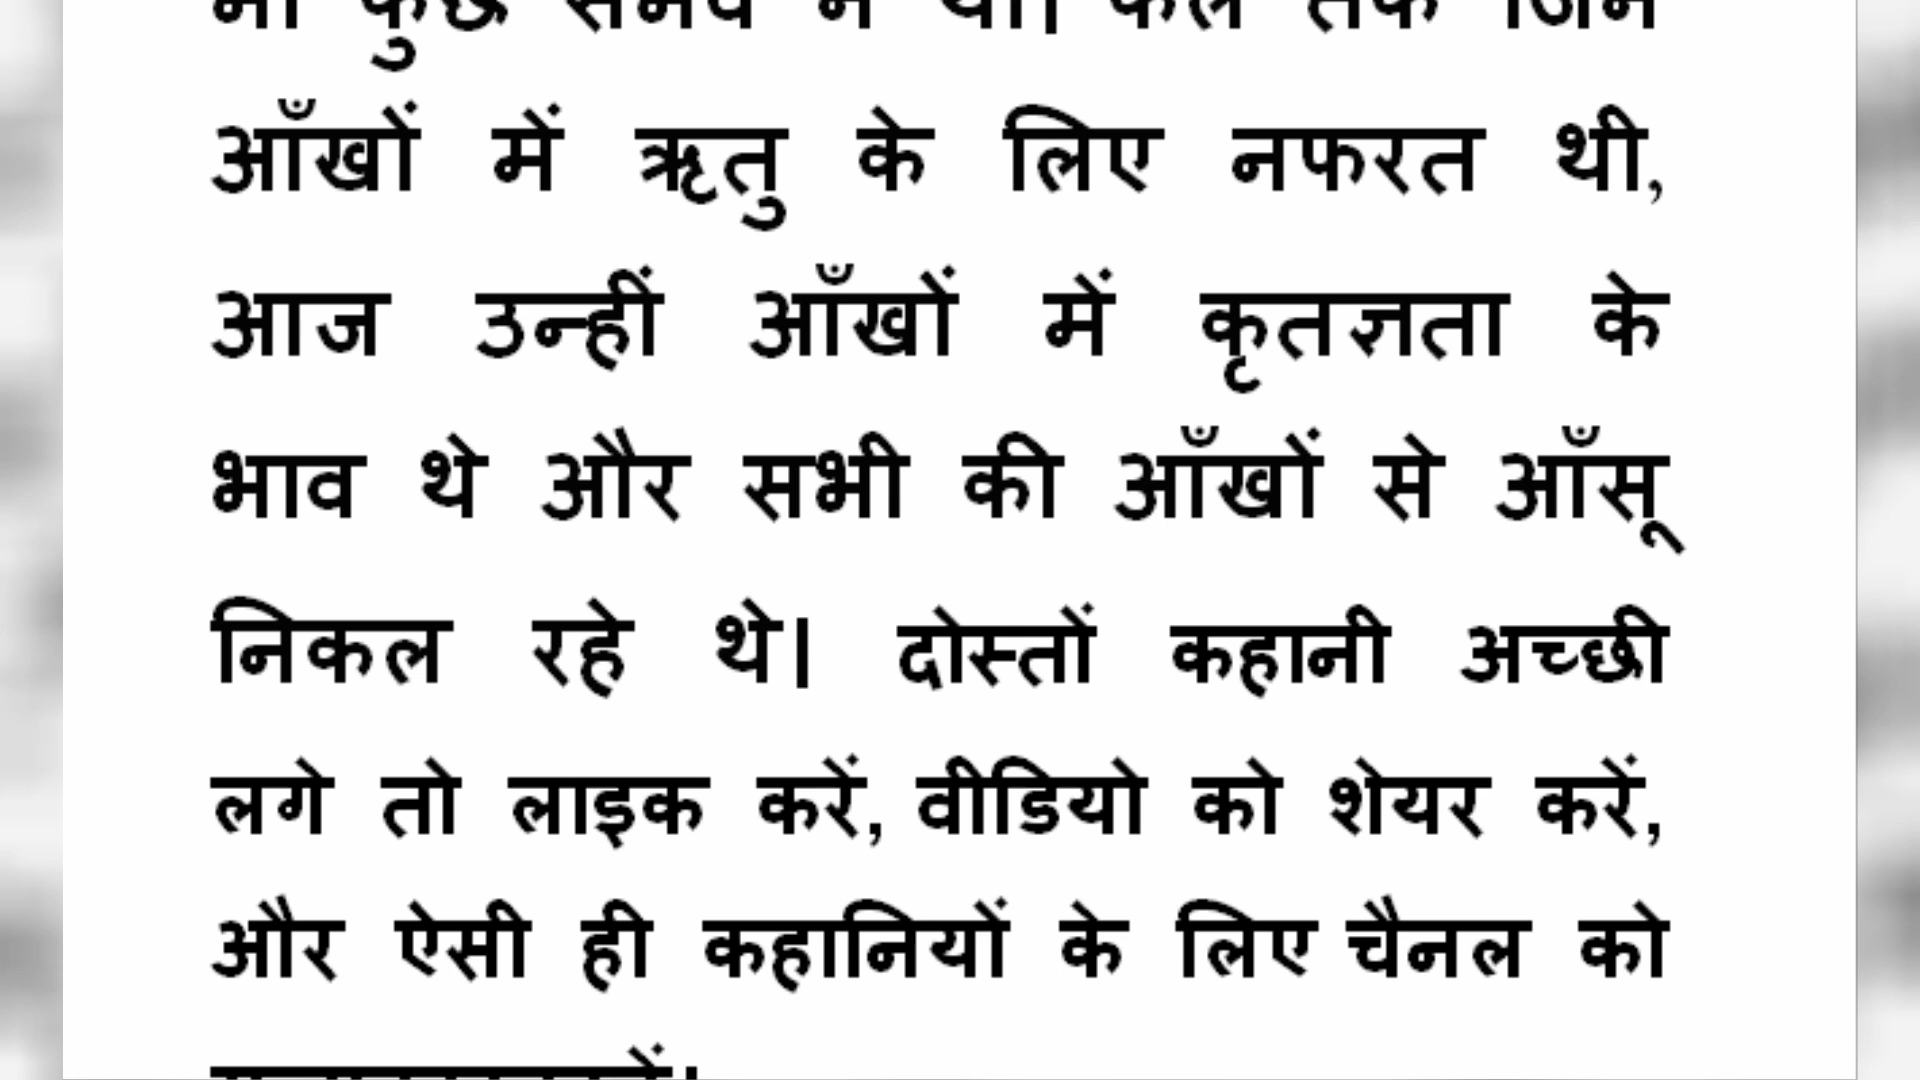 आँखों में ऋतु के लिए नफरत थी,
आज उन्हीं आँखों में कृतज्ञता के
भाव थे और सभी की आँखों से आँसू
निकल रहे थे। दोस्तों कहानी अच्छी
लगे तो लाइक करें, वीडियो को शेयर करें,
और ऐसी ही कहानियों के लिए चैनल को